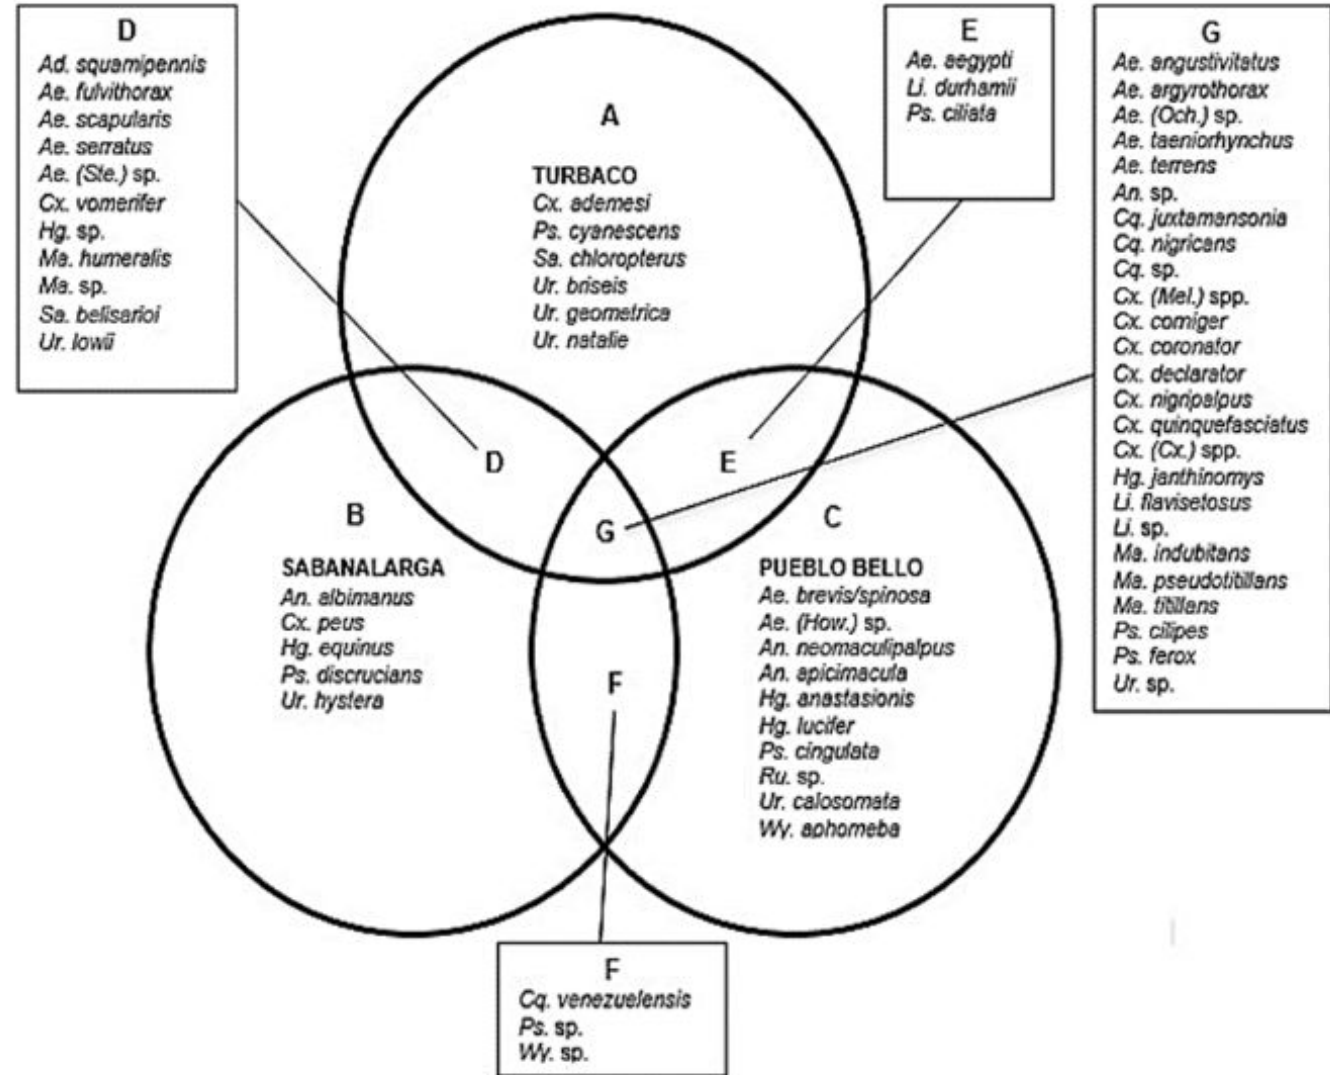 D
Ad. squamipennis
Ae. fulvithorax
Ae. scapularis
Ae. serratus
Ae. (Ste.) sp.
Cx. vomerifer
Hg. sp.
Ma. humeralis
Ma. sp.
Sa. belisarioi
Ur. lowii
E
Ae. aegypti
Li. durhamii
Ps. ciliata
G
Ae. angustivitatus
Ae. argyrothorax
Ae. (Och.) sp.
Ae. taeniorhynchus
Ae. terrens
An. sp.
Cq. juxtamansonia
Cq. nigricans
Cq. sp.
Cx. (Mel.) spp.
Cx. corniger
Cx. coronator
Cx. declarator
Cx. nigripalpus
Cx. quinquefasciatus
Cx. (Cx.) spp.
Hg. janthinomys
Li. flavisetosus
Li. sp.
Ma. indubitans
Ma. pseudotitillans
Ma. titillans
Ps. cilipes
Ps. ferox
Ur. sp.
A
TURBACO
Cx. ademesi
Ps. cyanescens
Sa. chloropterus
Ur. briseis
Ur. geometrica
Ur. natalie
D
E
G
B
SABANALARGA
An. albimanus
Cx. peus
Hg. equinus
Ps. discrucians
Ur. hystera
C
PUEBLO BELLO
Ae. brevis/spinosa
Ae. (How.) sp.
An. neomaculipalpus
An. apicimacula
Hg. anastasionis
Hg. lucifer
Ps. cingulata
Ru. sp.
Ur. calosomata
Wy. aphomeba
F
F
Cq. venezuelensis
Ps. sp.
Wy. sp.